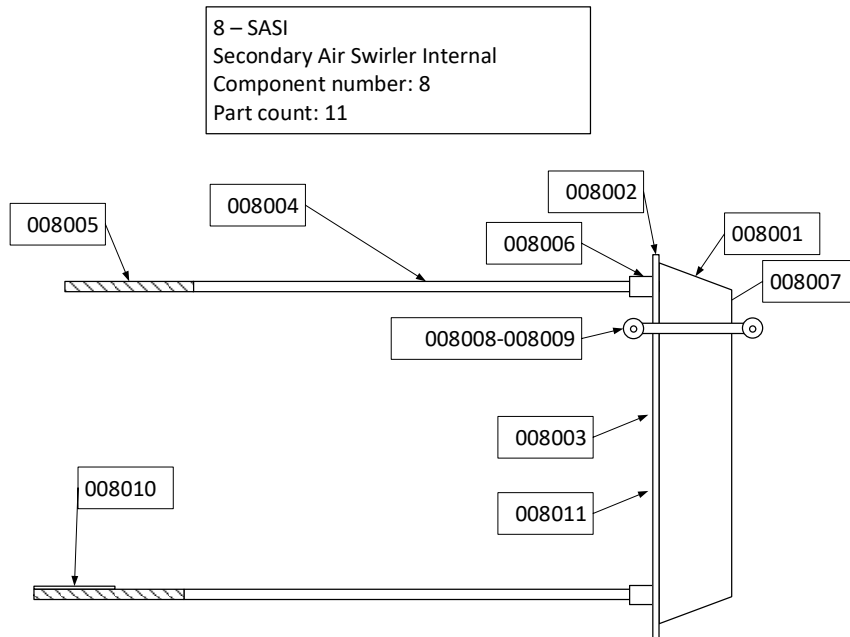 8 – SASI
Secondary Air Swirler Internal
Component number: 8
Part count: 11
008002
008004
008005
008006
008001
008007
008008-008009
008003
008010
008011